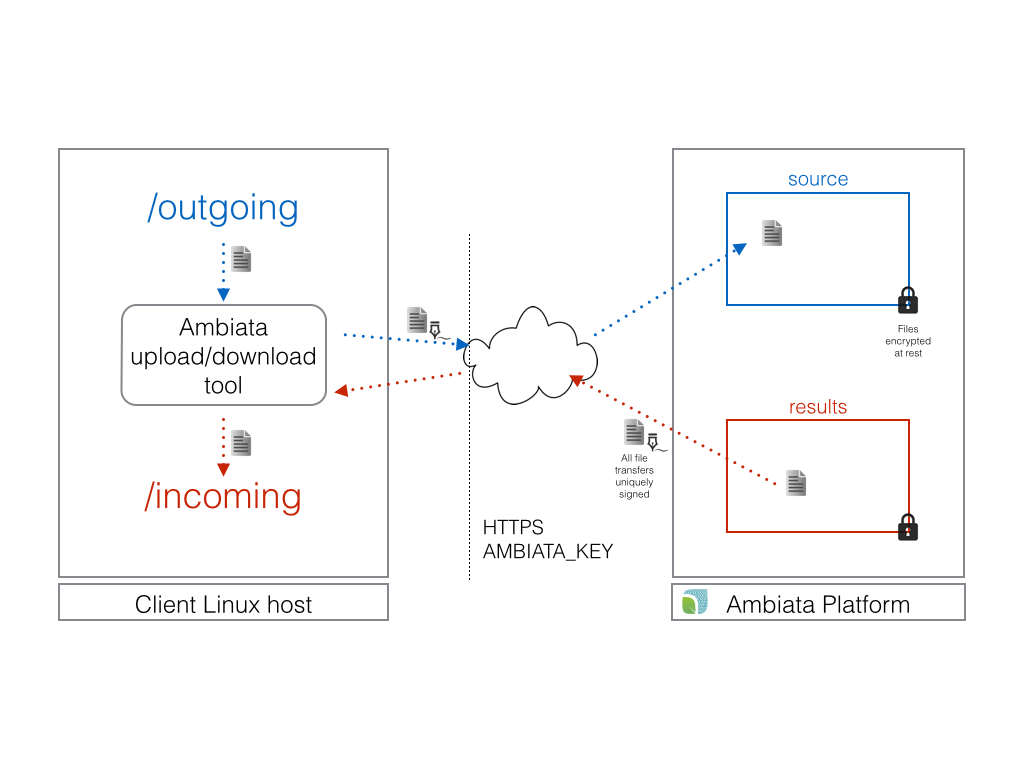 /outgoing
Ambiata
upload/download
tool
/incoming
Client Linux host
HTTPS
AMBIATA_KEY
All file
transfers
uniquely
signed
source
Files
encrypted
at rest
results
Ambiata Platform